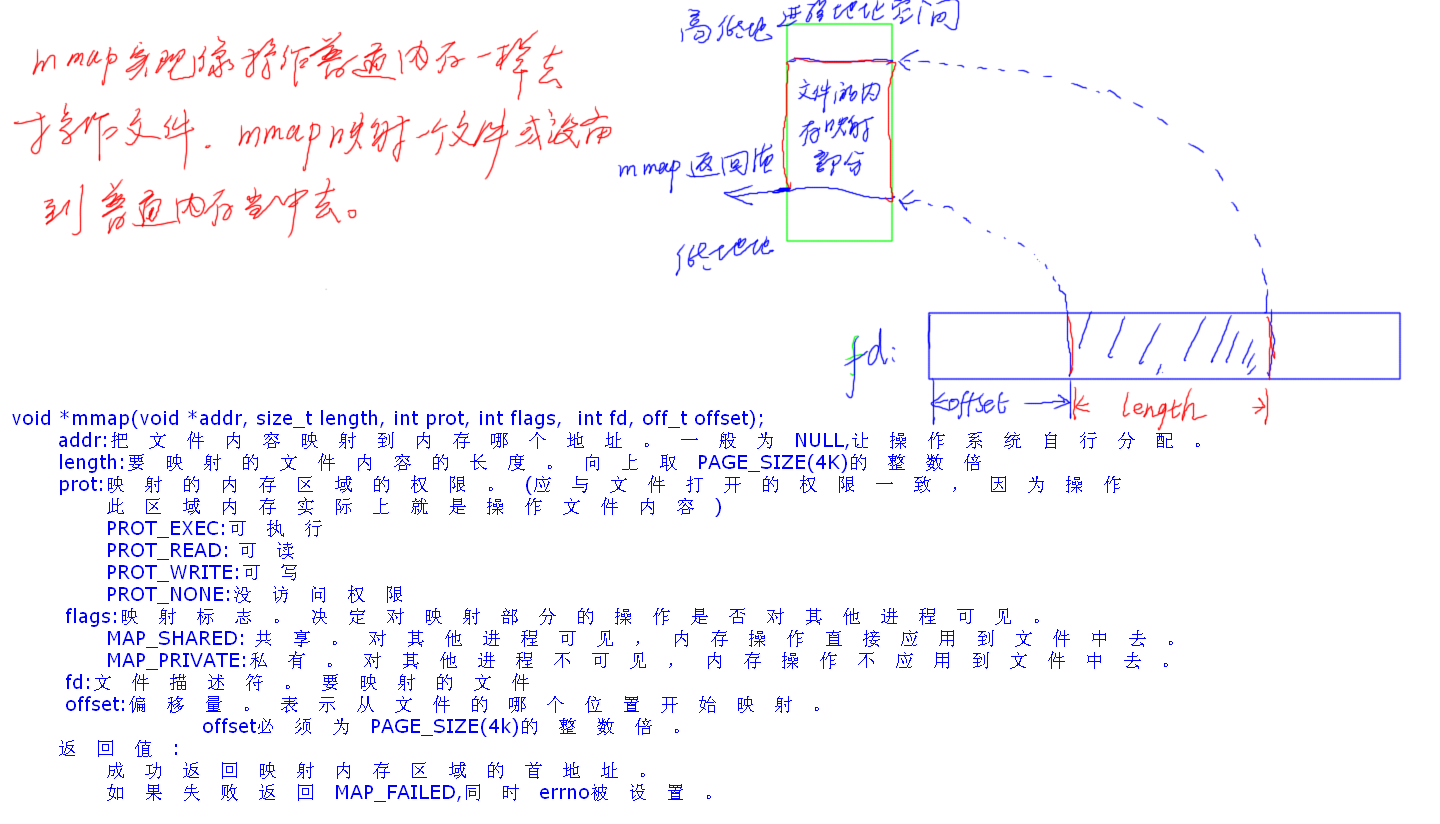 mmap实现像操作普通内存一样去
操作文件. mmap映射一个文件或设备
到普通内存当中去。
高低地 进程地址空间
文件的内
存映射
部分
mmap返回值
低地址
fd:
offset
length
void *mmap(void *addr, size_t length, int prot, int flags, int fd, off_t offset);
addr:把文件内容映射到内存哪个地址。一般为NULL,让操作系统自行分配。
length:要映射的文件内容的长度。向上取PAGE_SIZE(4K)的整数倍
prot:映射的内存区域的权限。(应与文件打开的权限一致，因为操作
此区域内存实际上就是操作文件内容)
PROT_EXEC:可执行
PROT_READ: 可读
PROT_WRITE:可写
PROT_NONE:没访问权限
flags:映射标志。决定对映射部分的操作是否对其他进程可见。
MAP_SHARED: 共享。对其他进程可见，内存操作直接应用到文件中去。
MAP_PRIVATE:私有。对其他进程不可见，内存操作不应用到文件中去。
fd:文件描述符。要映射的文件
offset:偏移量。表示从文件的哪个位置开始映射。
offset必须为PAGE_SIZE(4k)的整数倍。
返回值:
成功返回映射内存区域的首地址。
如果失败返回MAP_FAILED,同时errno被设置。